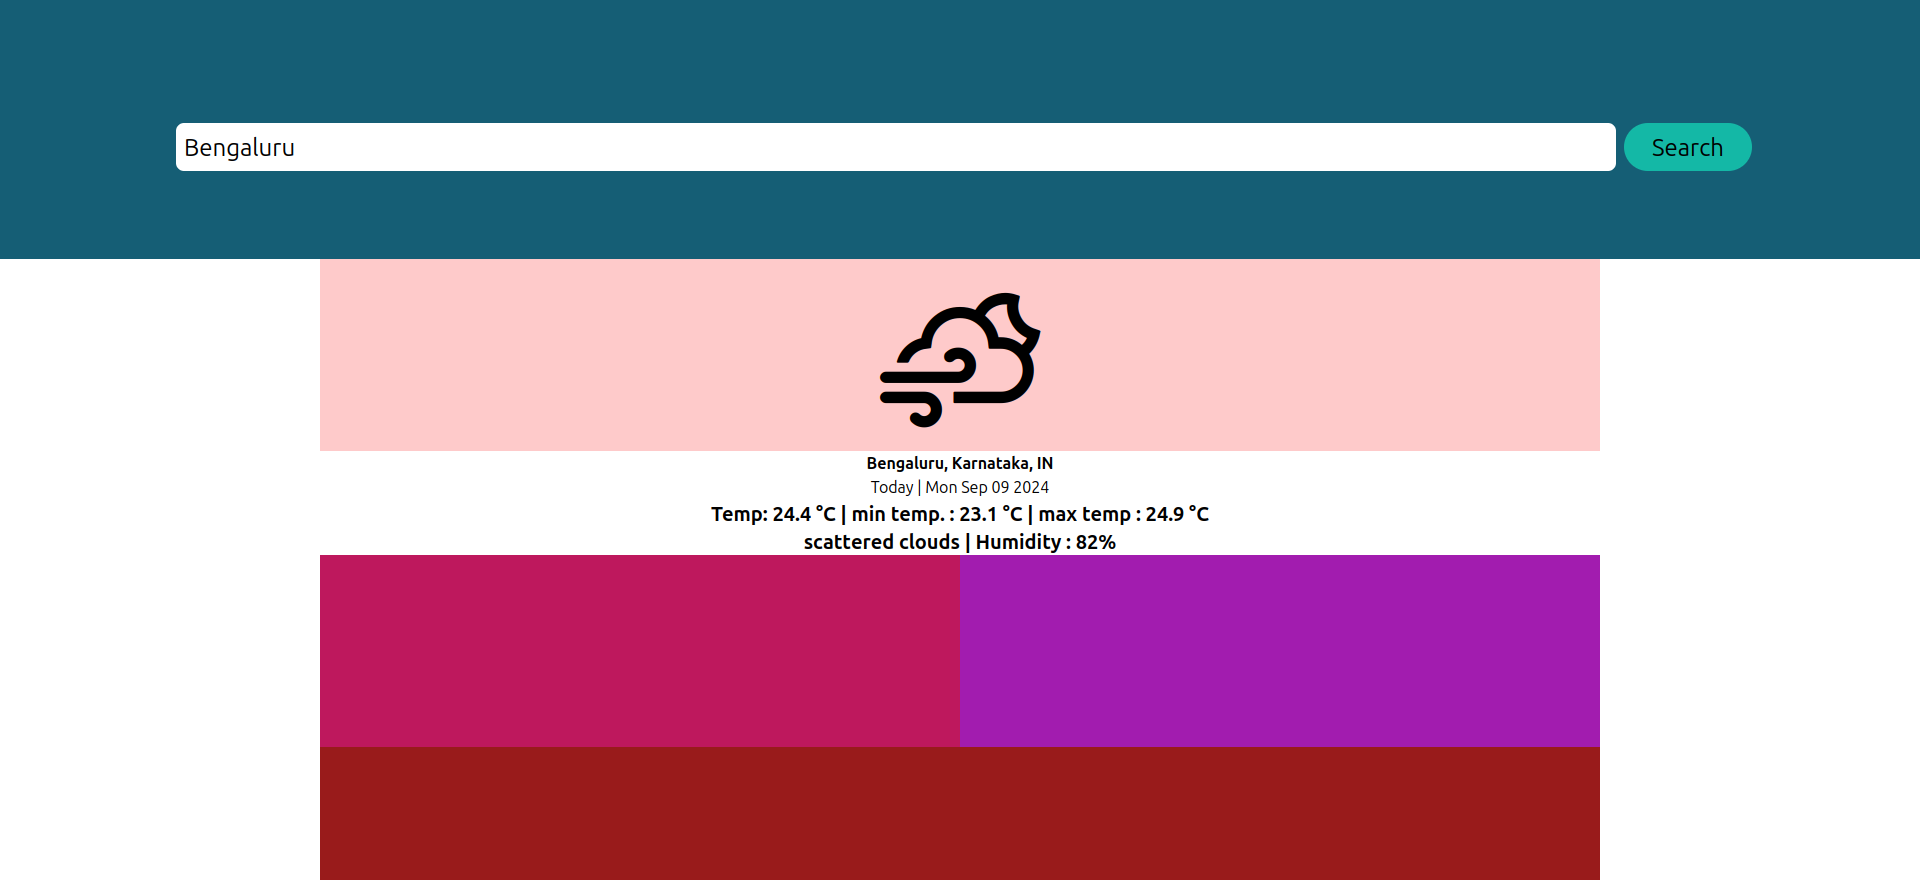 Bengaluru
Search
Bengaluru, Karnataka, IN
Today | Mon Sep 09 2024
Temp: 24.4 °C | min temp. : 23.1 °C | max temp : 24.9 °C
scattered clouds | Humidity : 82%